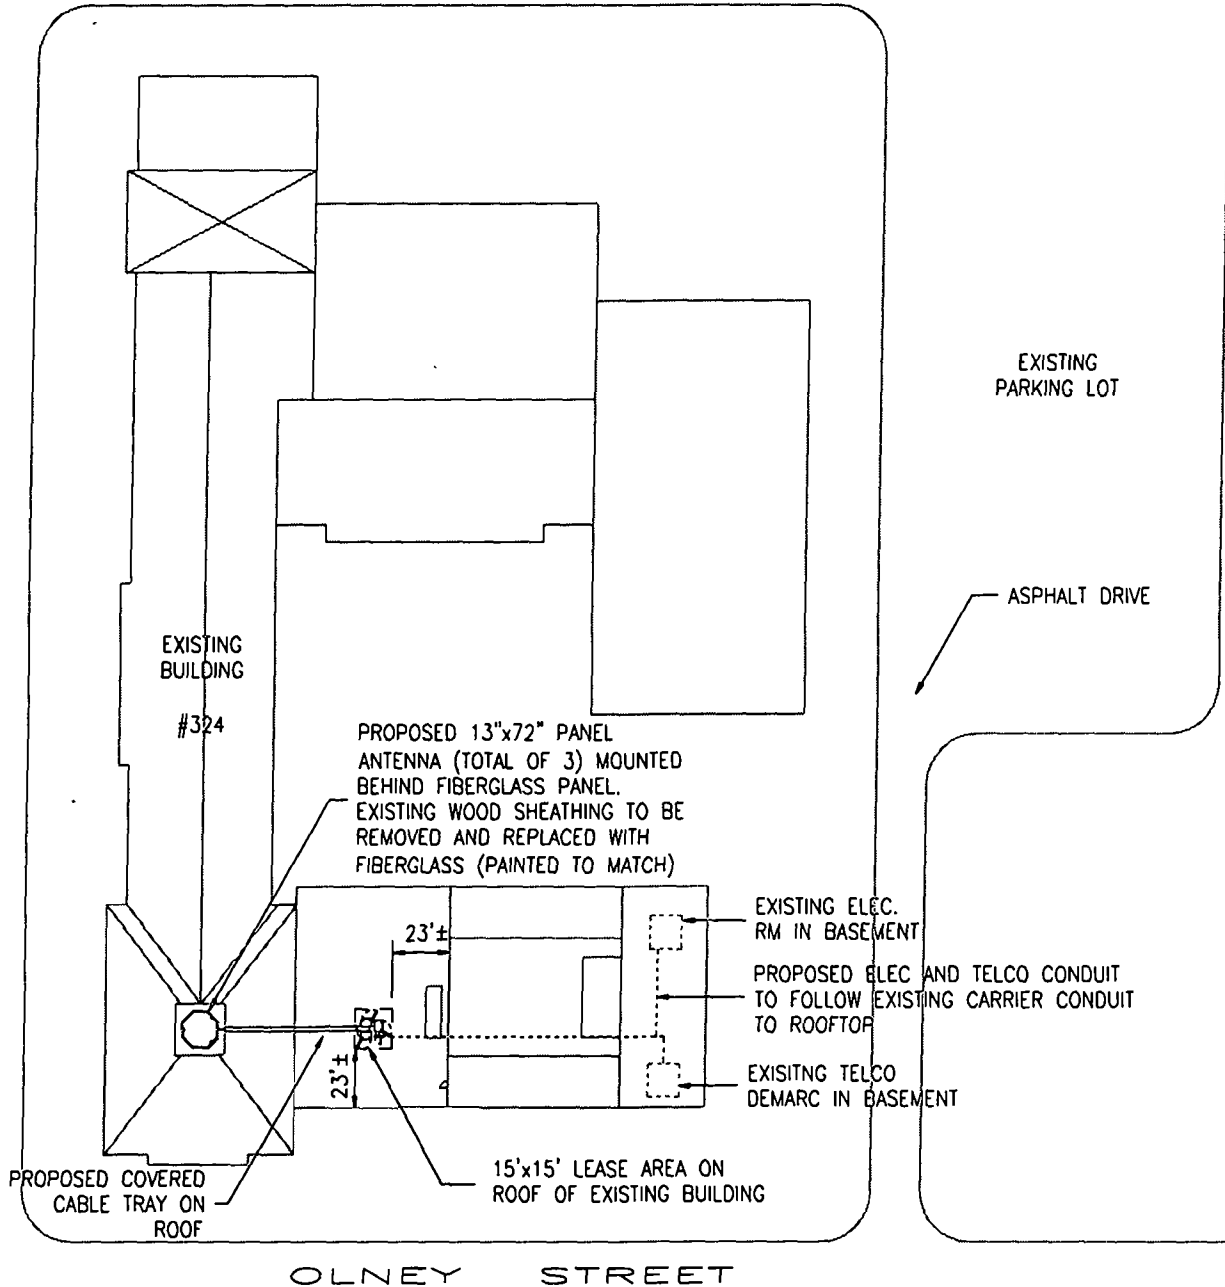 EXISTING
PARKING LOT
ASPHALT DRIVE
EXISTING
BUILDING
#324
PROPOSED 13"x72" PANEL
ANTENNA (TOTAL OF 3) MOUNTED
BEHIND FIBERGLASS PANEL.
EXISTING WOOD SHEATHING TO BE
REMOVED AND REPLACED WITH
FIBERGLASS (PAINTED TO MATCH)
23'±
EXISTING ELEC.
RM IN BASEMENT
PROPOSED ELEC AND TELCO CONDUIT
TO FOLLOW EXISTING CARRIER CONDUIT
TO ROOFTOP
23'±
EXISITNG TELCO
DEMARC IN BASEMENT
15'x15' LEASE AREA ON
ROOF OF EXISTING BUILDING
PROPOSED COVERED
CABLE TRAY ON
ROOF
OLNEY STREET